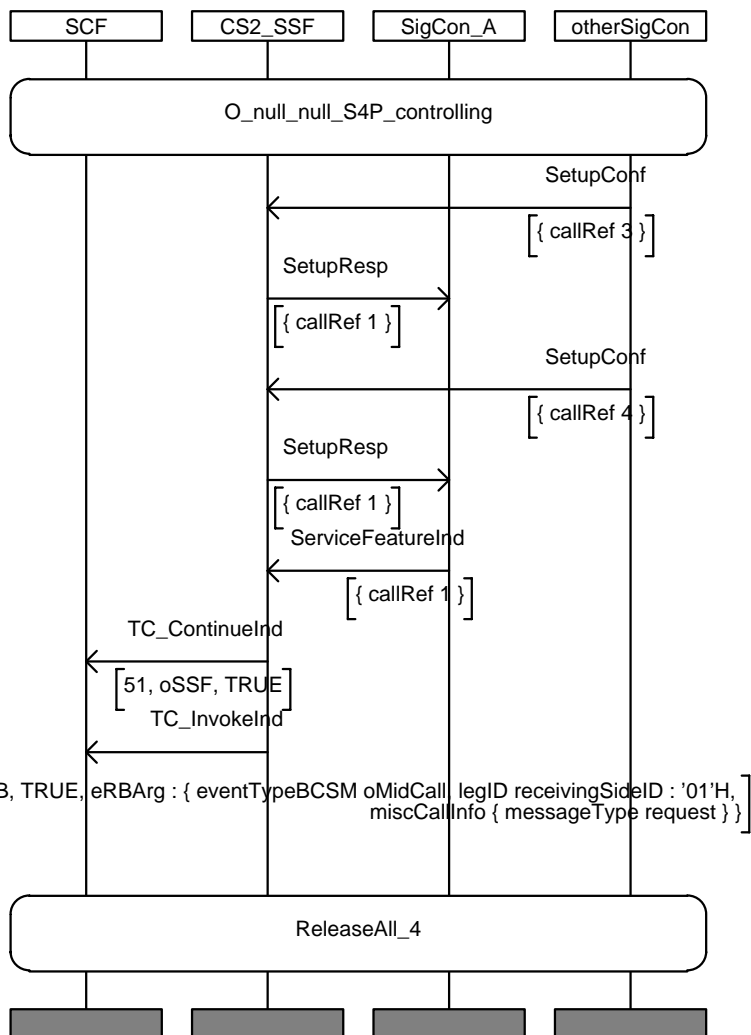 SCF CS2_SSF SigCon_A otherSigCon
O_null_null_S4P_controlling
SetupConf
{ callRef 3 }
SetupResp
{ callRef 1 }
SetupConf
{ callRef 4 }
SetupResp
{ callRef 1 }
ServiceFeatureInd
{ callRef 1 }
TC_ContinueInd
51, oSSF, TRUE
TC_InvokeInd
, TRUE, eRBArg : { eventTypeBCSM oMidCall, legID receivingSideID : '01'H,
miscCallInfo { messageType request } }
ReleaseAll_4